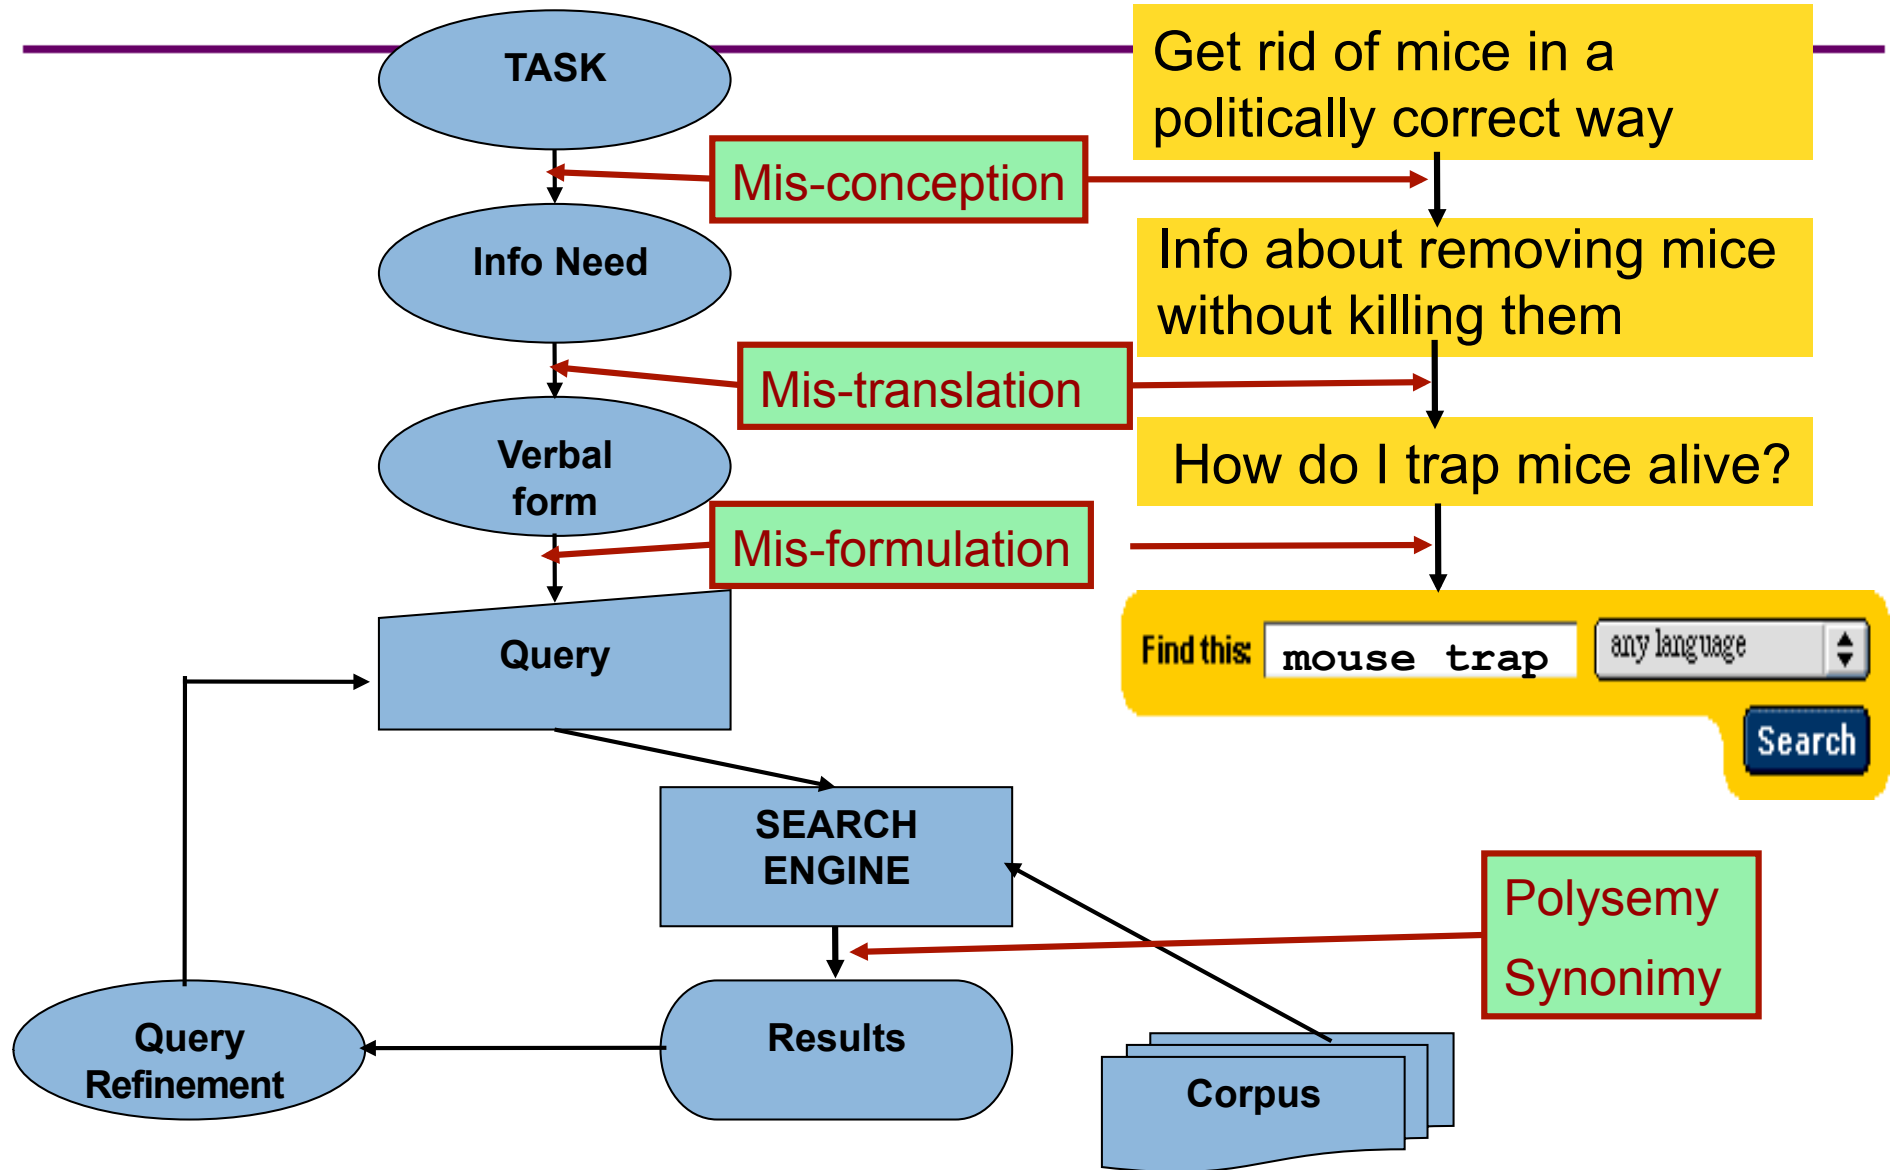 TASK
Get rid of mice in a
politically correct way
Mis-conception
Info Need
Info about removing mice
without killing them
Mis-translation
Verbal
form
How do I trap mice alive?
Mis-formulation
Query
Find this: mouse trap any language
Search
SEARCH
ENGINE
Polysemy
Synonimy
Results
Query
Refinement
Corpus